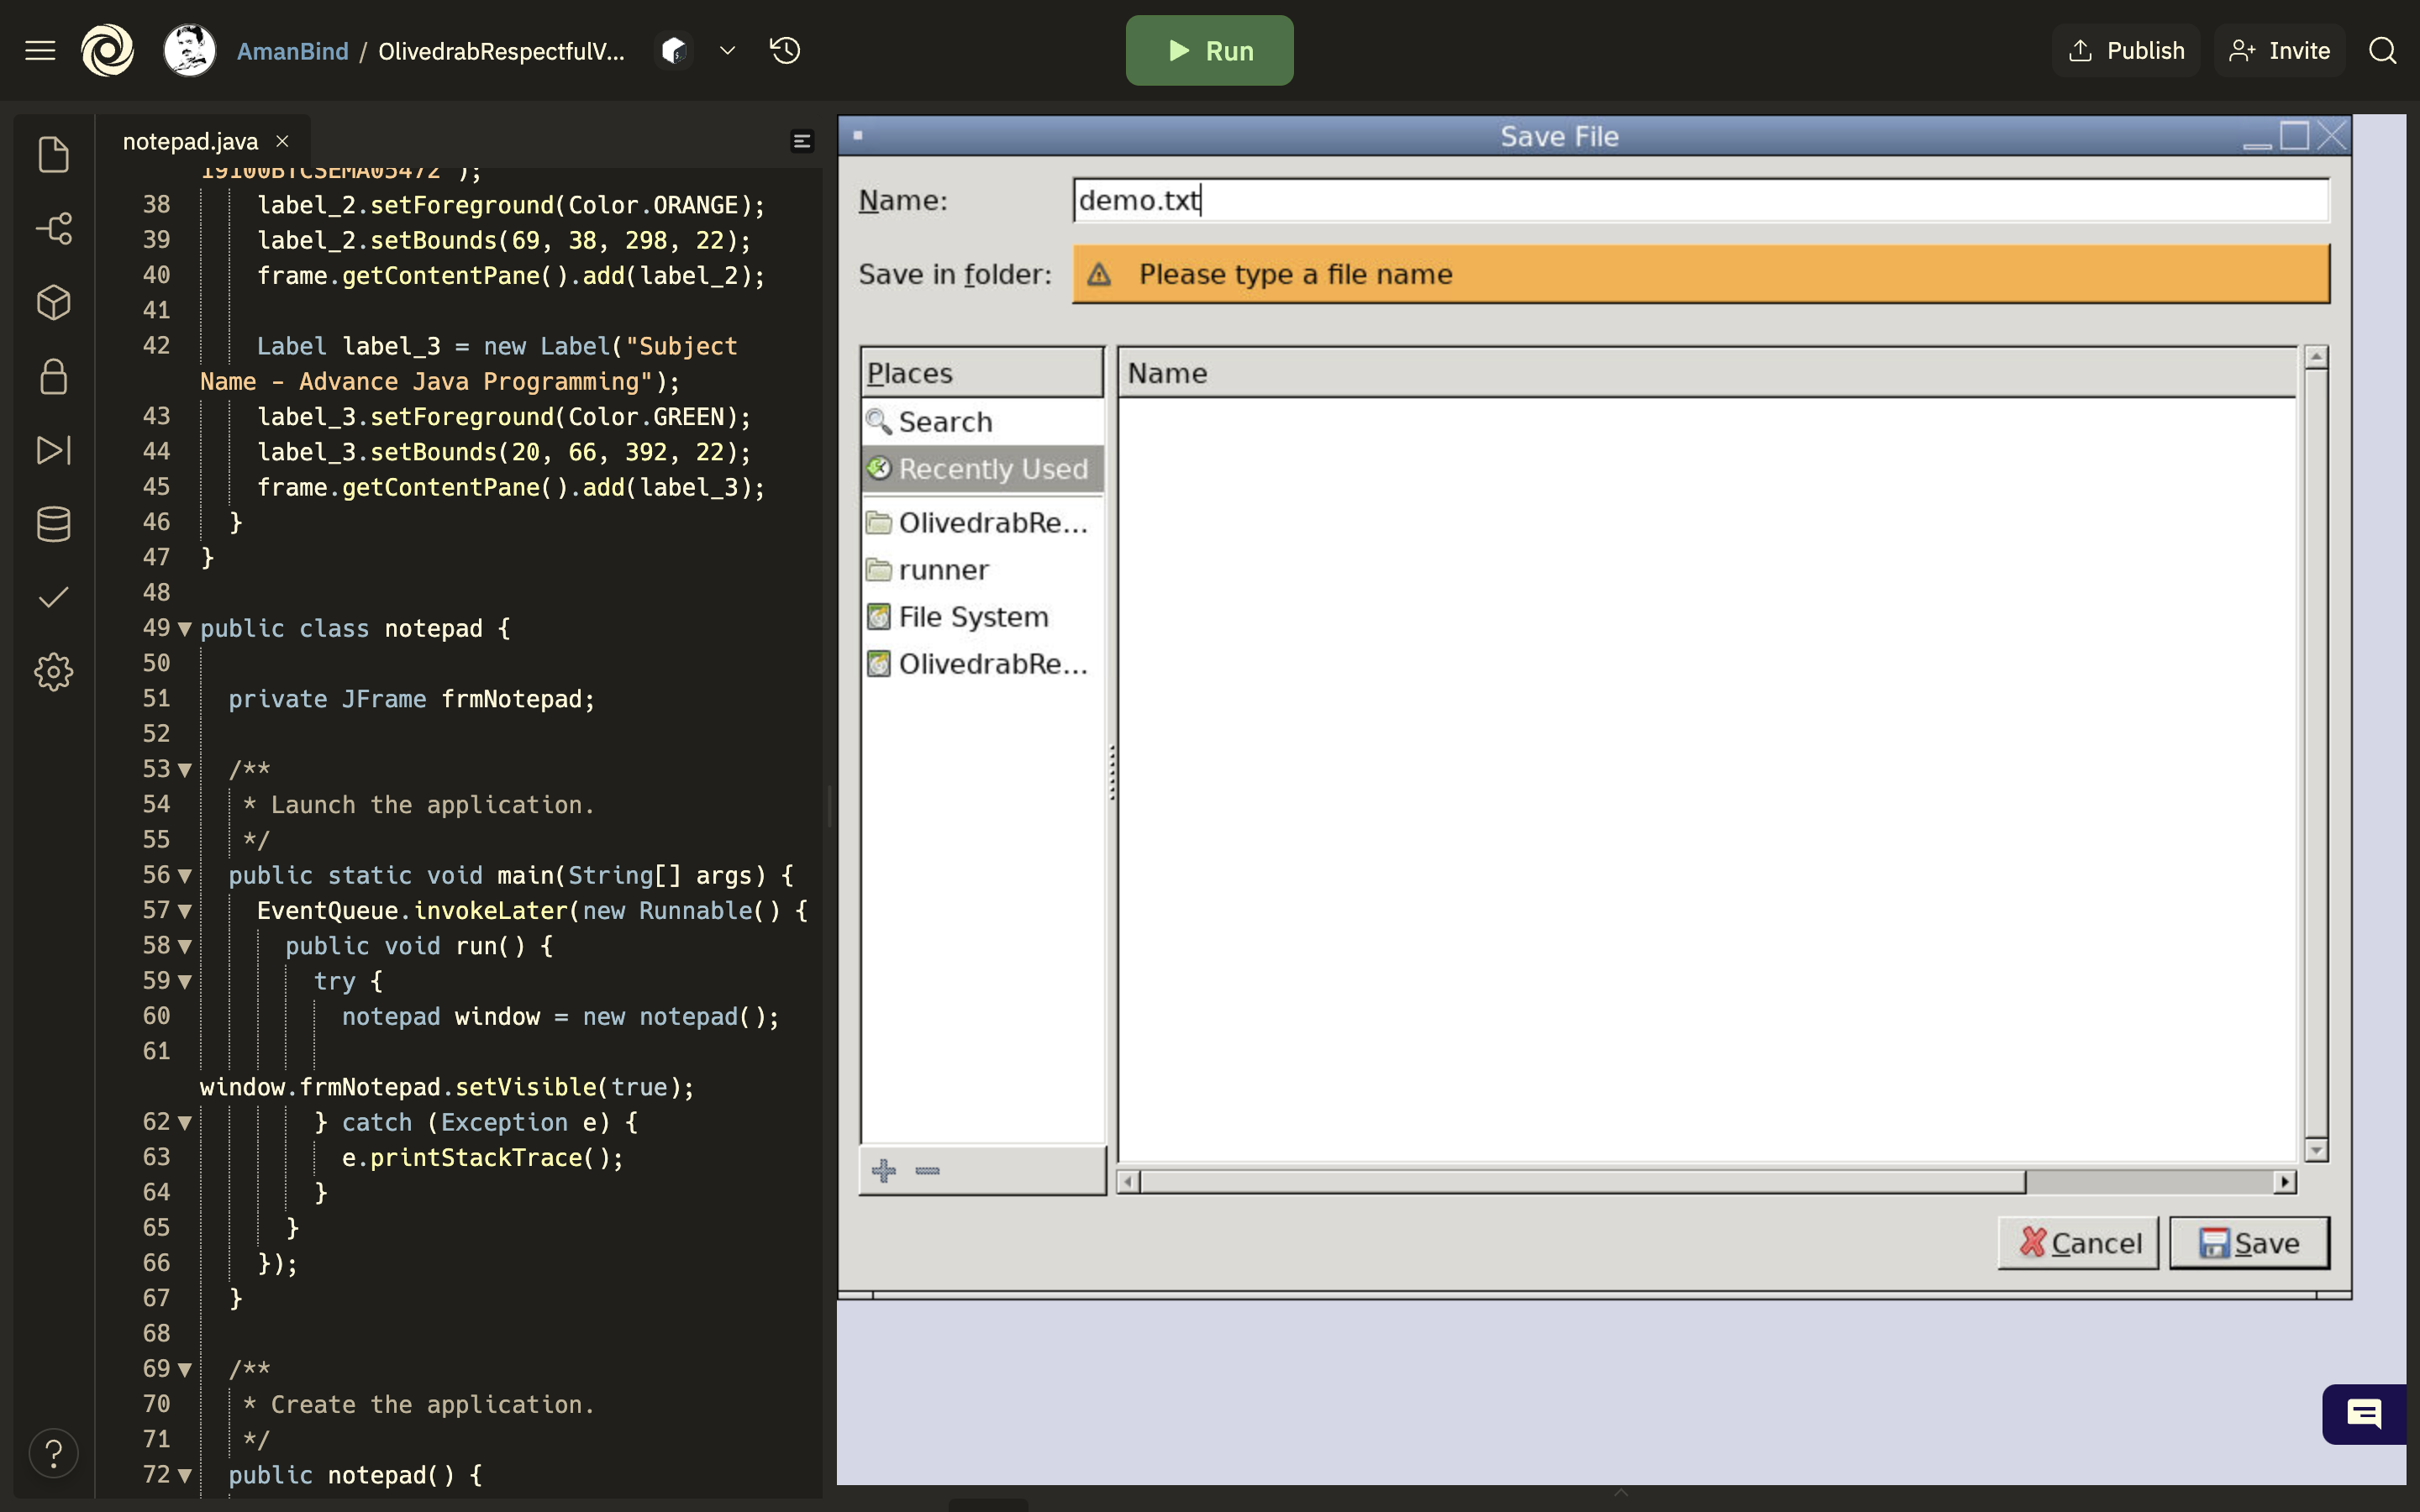 AmanBind / OlivedrabRespectfulV...
Run
Publish
Invite
notepad.java
19100BTCSEMA05472");
38 label_2.setForeground(Color.ORANGE);
39 label_2.setBounds(69, 38, 298, 22);
40 frame.getContentPane().add(label_2);
41
42 Label label_3 = new Label("Subject
Name - Advance Java Programming");
43 label_3.setForeground(Color.GREEN);
44 label_3.setBounds(20, 66, 392, 22);
45 frame.getContentPane().add(label_3);
46 }
47 }
48
49 public class notepad {
50
51 private JFrame frmNotepad;
52
53 /**
54 * Launch the application.
55 */
56 public static void main(String[] args) {
57 EventQueue.invokeLater(new Runnable() {
58 public void run() {
59 try {
60 notepad window = new notepad();
61
window.frmNotepad.setVisible(true);
62 } catch (Exception e) {
63 e.printStackTrace();
64 }
65 }
66 });
67 }
68
69 /**
70 * Create the application.
71 */
72 public notepad() {
?
Save File
Name: demo.txt
Save in folder: Please type a file name
Places
Search
Recently Used
OlivedrabRe...
runner
File System
OlivedrabRe...
Name
Cancel
Save